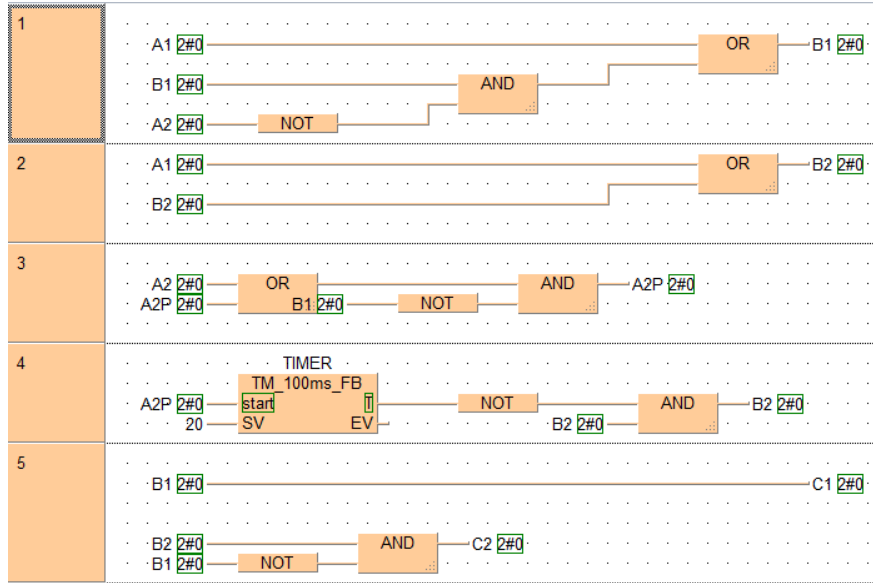 1
A1 2#0 OR B1 2#0
B1 2#0 AND
A2 2#0 NOT
2
A1 2#0 OR B2 2#0
B2 2#0
3
A2 2#0 OR AND A2P 2#0
A2P 2#0 B1 2#0 NOT
4
TIMER
TM_100ms_FB
A2P 2#0 start T NOT AND B2 2#0
20 SV EV B2 2#0
5
B1 2#0 C1 2#0
B2 2#0 AND C2 2#0
B1 2#0 NOT